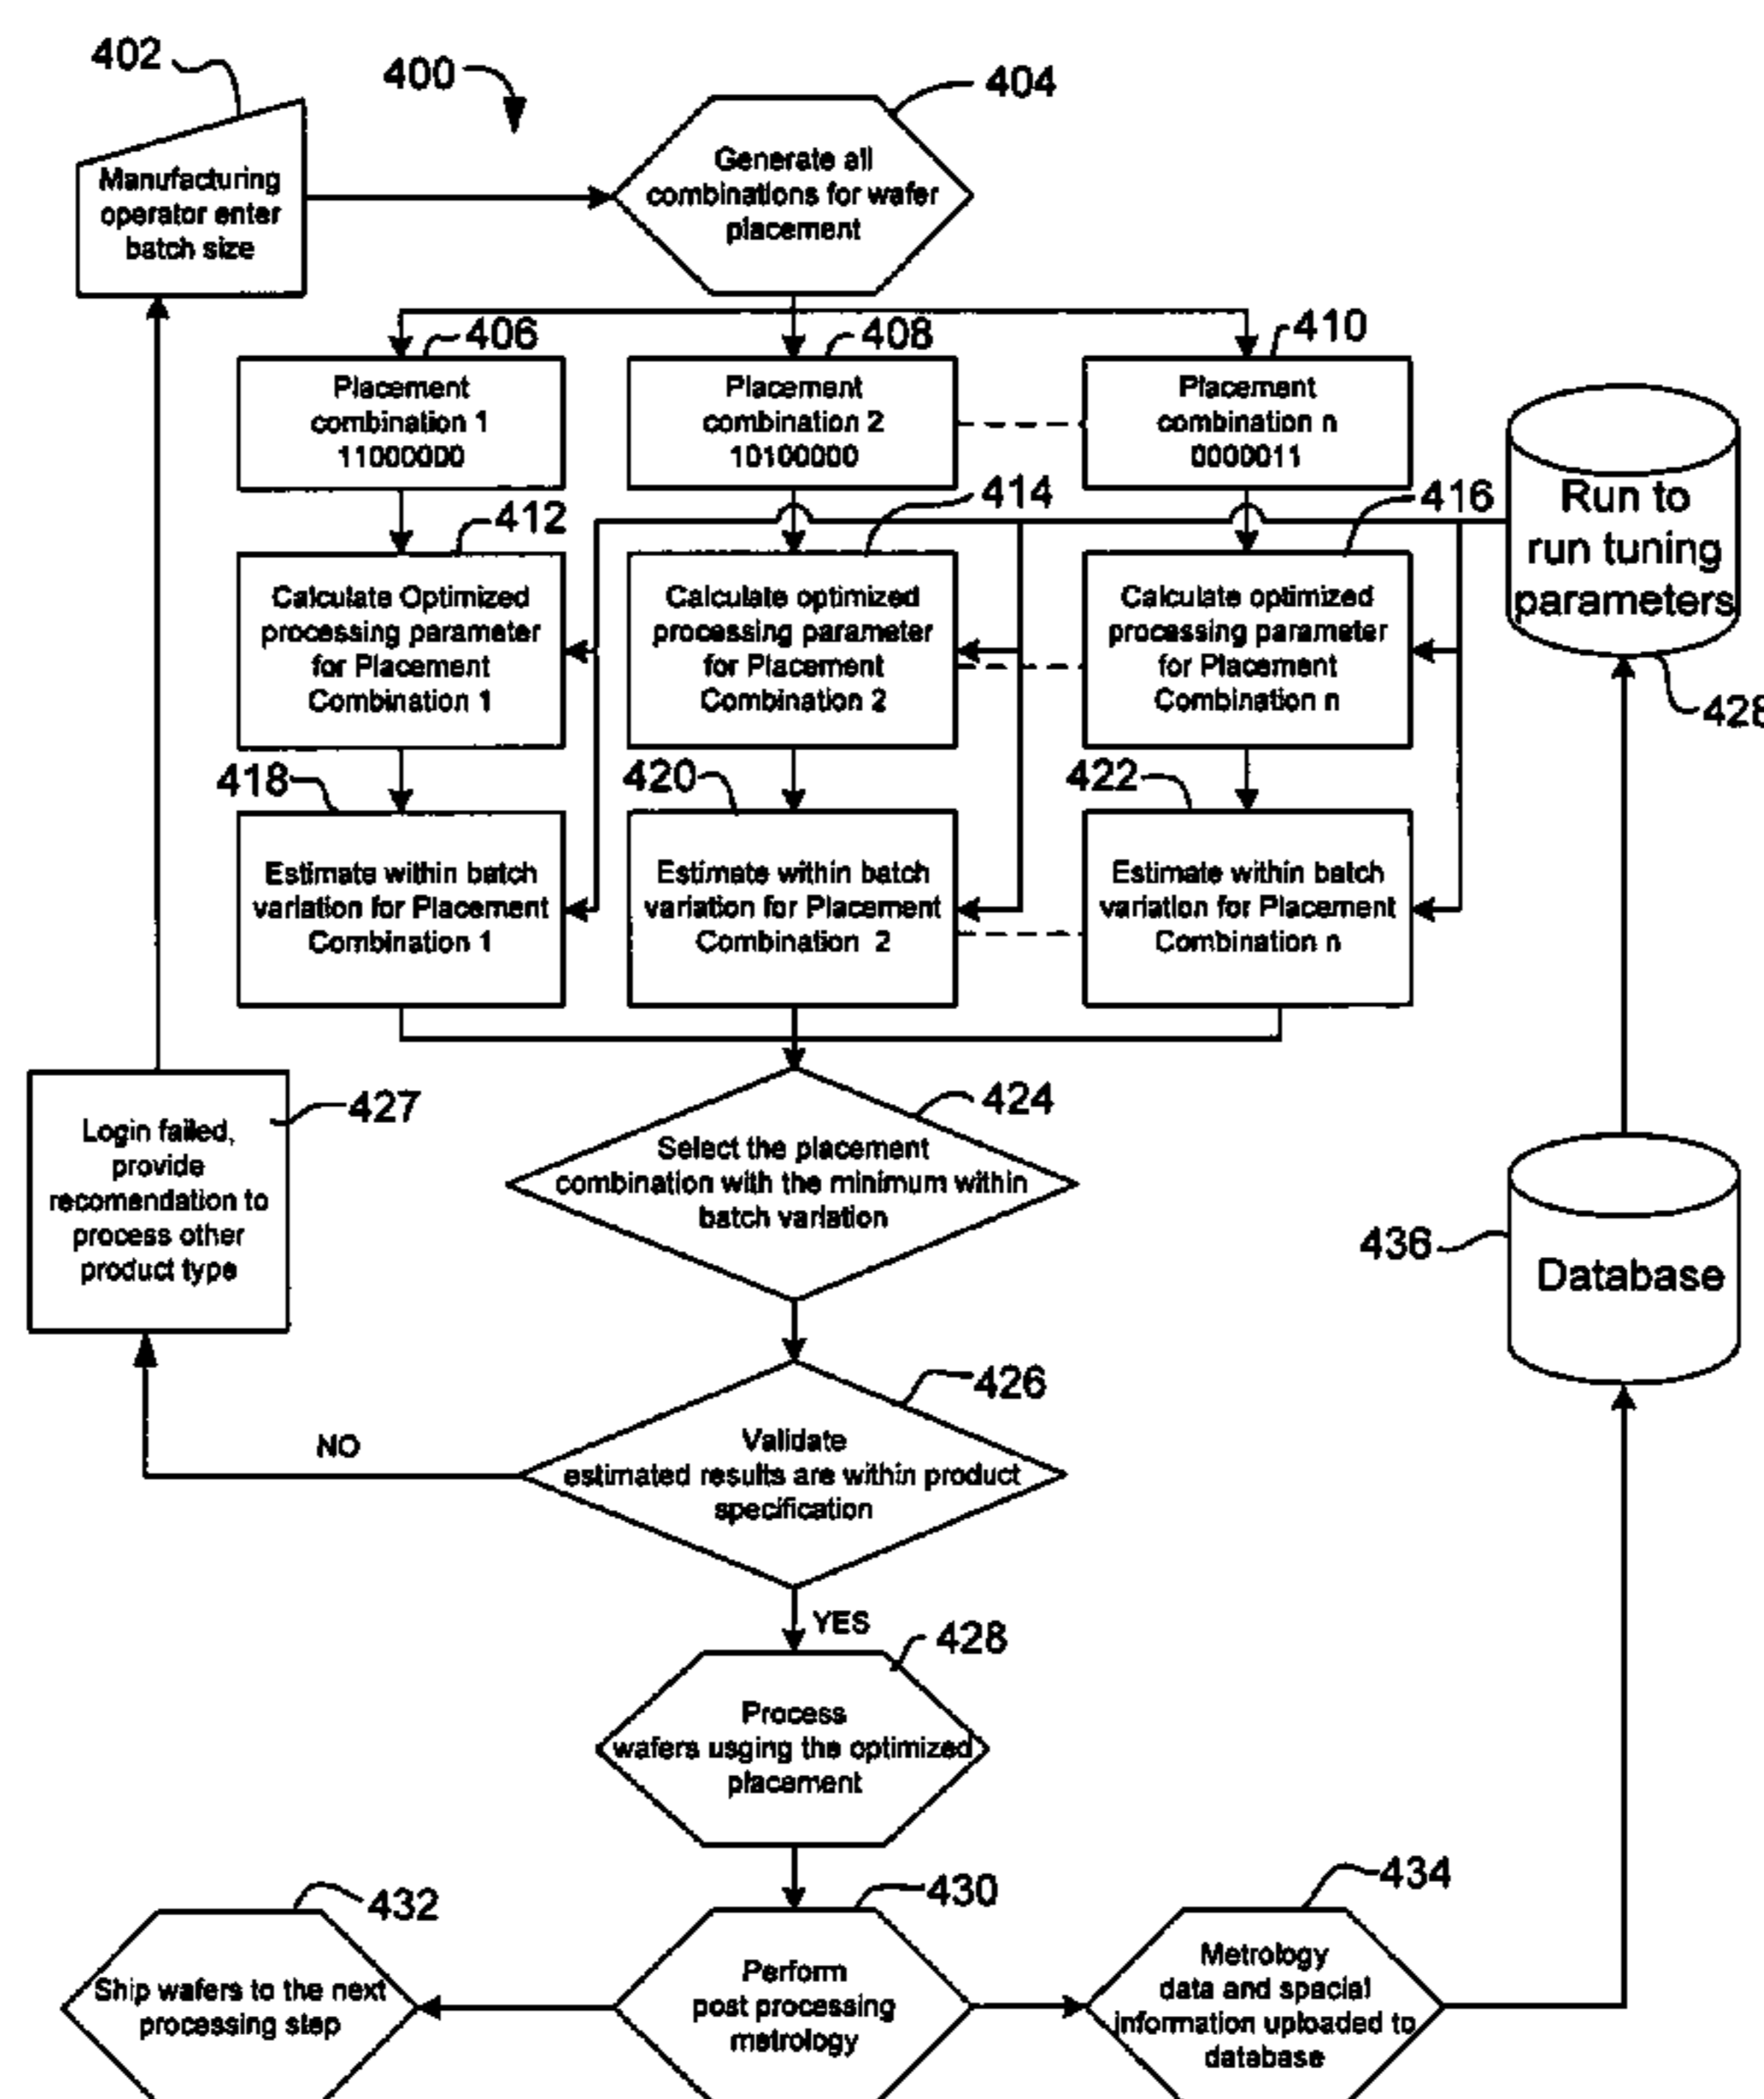 402
400
404
Manufacturing
operator enter
batch size
Generate all
combinations for wafer
placement
406
408
410
Placement
combination 1
11000000
Placement
combination 2
10100000
Placement
combination n
0000011
Run to
run tuning
parameters
428
412
414
416
Calculate Optimized
processing parameter
for Placement
Combination 1
Calculate optimized
processing parameter
for Placement
Combination 2
Calculate optimized
processing parameter
for Placement
Combination n
418
420
422
Estimate within batch
variation for Placement
Combination 1
Estimate within batch
variation for Placement
Combination 2
Estimate within batch
variation for Placement
Combination n
427
Login failed,
provide
recomendation to
process other
product type
424
Select the placement
combination with the minimum within
batch variation
436
Database
426
Validate
estimated results are within product
specification
NO
YES
428
Process
wafers usging the optimized
placement
432
430
434
Ship wafers to the next
processing step
Perform
post processing
metrology
Metrology
data and spacial
information uploaded to
database